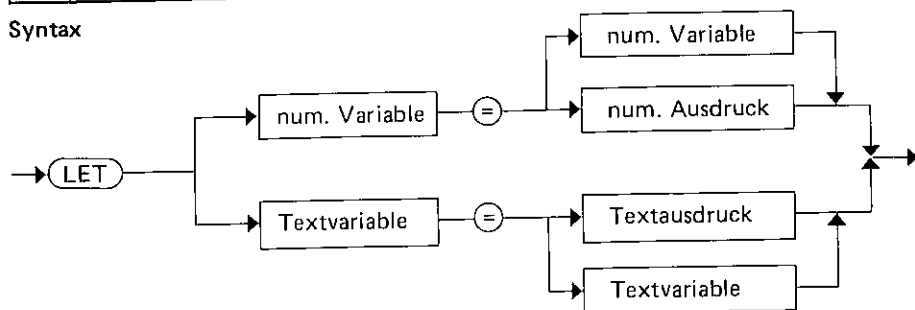 Syntax
num. Variable
num. Variable
=
num. Ausdruck
LET
Textvariable
=
Textausdruck
Textvariable